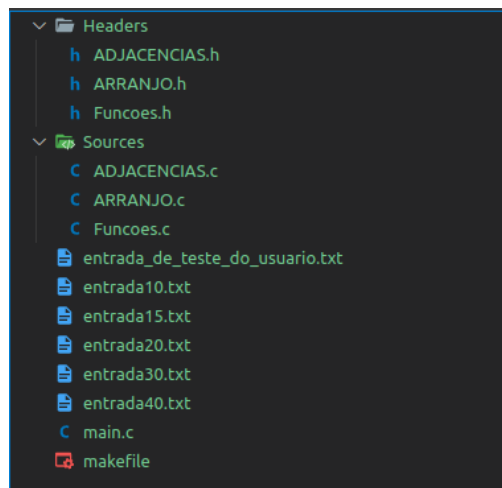 Headers
h ADJACENCIAS.h
h ARRANJO.h
h Funcoes.h
Sources
C ADJACENCIAS.c
C ARRANJO.c
C Funcoes.c
entrada_de_teste_do_usuario.txt
entrada10.txt
entrada15.txt
entrada20.txt
entrada30.txt
entrada40.txt
C main.c
makefile